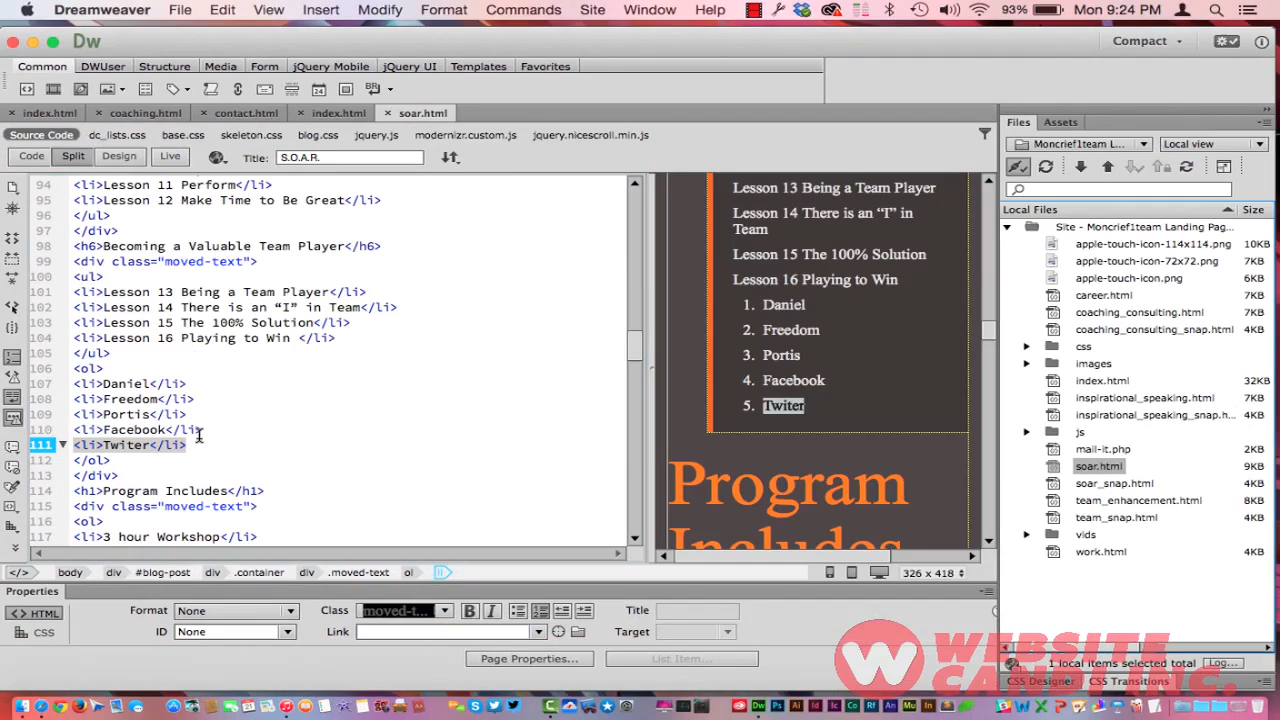 Dreamweaver File Edit View Insert Modify Format Commands Site Window Help 93% Mon 9:24 PM
Dw Compact
Common DWUser Structure Media Form jQuery Mobile jQuery UI Templates Favorites
BR
index.html coaching.html contact.html index.html soar.html
Source Code dc_lists.css base.css skeleton.css blog.css jquery.js modernizr.custom.js jquery.nicescroll.min.js
Code Split Design Live Title: S.O.A.R.
94 <li>Lesson 11 Perform</li>
95 <li>Lesson 12 Make Time to Be Great</li>
96 </ul>
97 </div>
98 <h6>Becoming a Valuable Team Player</h6>
99 <div class="moved-text">
100 <ul>
101 <li>Lesson 13 Being a Team Player</li>
102 <li>Lesson 14 There is an “I” in Team</li>
103 <li>Lesson 15 The 100% Solution</li>
104 <li>Lesson 16 Playing to Win </li>
105 </ul>
106 <ol>
107 <li>Daniel</li>
108 <li>Freedom</li>
109 <li>Portis</li>
110 <li>Facebook</li>
111 <li>Twiter</li>
112 </ol>
113 </div>
114 <h1>Program Includes</h1>
115 <div class="moved-text">
116 <ol>
117 <li>3 hour Workshop</li>
Lesson 13 Being a Team Player
Lesson 14 There is an “I” in
Team
Lesson 15 The 100% Solution
Lesson 16 Playing to Win
1. Daniel
2. Freedom
3. Portis
4. Facebook
5. Twiter
Program
Includes
Files Assets
Moncrief1team L... Local view
Local Files Size
Site - Moncrief1team Landing Pag...
apple-touch-icon-114x114.png 10KB
apple-touch-icon-72x72.png 7KB
apple-touch-icon.png 6KB
career.html 7KB
coaching_consulting.html 7KB
coaching_consulting_snap.html 4KB
css
images
index.html 32KB
inspirational_speaking.html 7KB
inspirational_speaking_snap.h... 4KB
js
mail-it.php 2KB
soar.html 9KB
soar_snap.html 4KB
team_enhancement.html 7KB
team_snap.html 4KB
vids
work.html 4KB
</> body div #blog-post div .container div .moved-text ol li 326 x 418
Properties
<> HTML Format None Class moved-t... B I Title
CSS ID None Link Target
Page Properties... List Item...
1 local items selected total Log...
CSS Designer CSS Transitions
WEBSITE
CANDI INC.